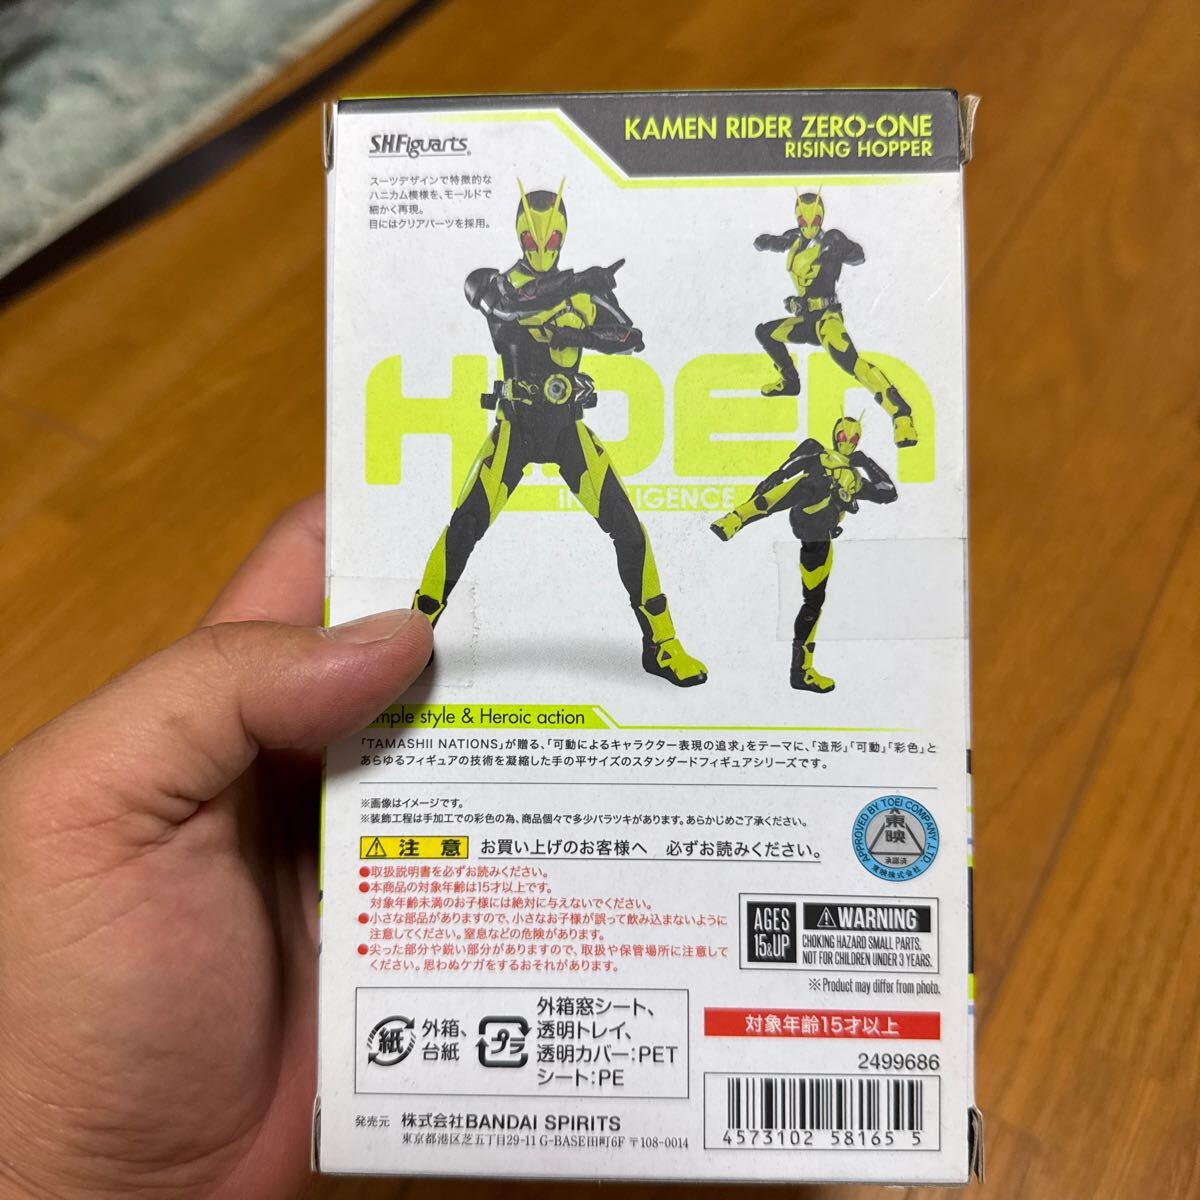 S.H.Figuarts
KAMEN RIDER ZERO-ONE
RISING HOPPER
スーツデザインで特徴的な
ハニカム模様を、モールドで
細かく再現。
目にはクリアパーツを採用。
HIDEN
INTELLIGENCE
mple style & Heroic action
「TAMASHII NATIONS」が贈る、「可動によるキャラクター表現の追求」をテーマに、「造形」「可動」「彩色」と
あらゆるフィギュアの技術を凝縮した手の平サイズのスタンダードフィギュアシリーズです。
※画像はイメージです。
※装飾工程は手加工での彩色の為、商品個々で多少バラツキがあります。あらかじめご了承ください。
注意 お買い上げのお客様へ 必ずお読みください。
●取扱説明書を必ずお読みください。
●本商品の対象年齢は15才以上です。
対象年齢未満のお子様には絶対に与えないでください。
●小さな部品がありますので、小さなお子様が誤って飲み込まないように
注意してください。窒息などの危険があります。
●尖った部分や鋭い部分がありますので、取扱や保管場所に注意して
ください。思わぬケガをするおそれがあります。
APPROVED BY TOEI COMPANY, LTD.
東映
承認済
東映株式会社
AGES
15&UP
WARNING
CHOKING HAZARD SMALL PARTS.
NOT FOR CHILDREN UNDER 3 YEARS.
※Product may differ from photo.
紙
外箱、
台紙
プラ
外箱窓シート、
透明トレイ、
透明カバー:PET
シート:PE
対象年齢15才以上
2499686
4573102 58165 5
発売元 株式会社BANDAI SPIRITS
東京都港区芝五丁目29-11 G-BASE田町6F 〒108-0014